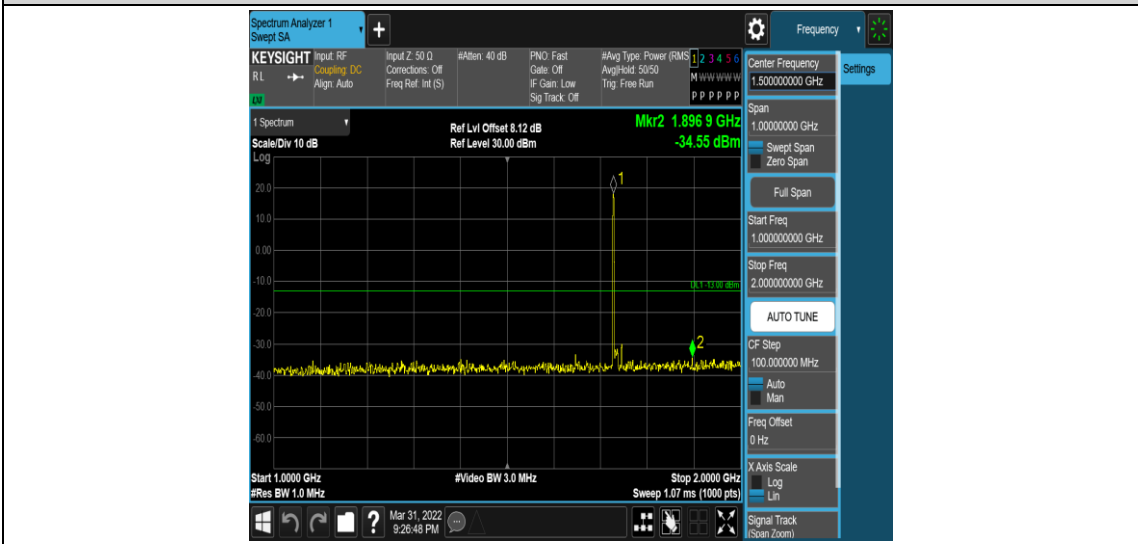 Spectrum Analyzer 1
Swept SA
+
Frequency
KEYSIGHT
RL
LXI
Input: RF
Coupling: DC
Align: Auto
Input Z: 50 Ω
Corrections: Off
Freq Ref: Int (S)
#Atten: 40 dB
PNO: Fast
Gate: Off
IF Gain: Low
Sig Track: Off
#Avg Type: Power (RMS
Avg|Hold: 50/50
Trig: Free Run
1 2 3 4 5 6
M W W W W W
P P P P P P
1 Spectrum
Scale/Div 10 dB
Log
Ref Lvl Offset 8.12 dB
Ref Level 30.00 dBm
Mkr2 1.896 9 GHz
-34.55 dBm
20.0
10.0
0.00
-10.0
-20.0
-30.0
-40.0
-50.0
-60.0
1
DL1 -13.00 dBm
2
Start 1.0000 GHz
#Res BW 1.0 MHz
#Video BW 3.0 MHz
Stop 2.0000 GHz
Sweep 1.07 ms (1000 pts)
?
Mar 31, 2022
9:26:48 PM
Center Frequency
1.500000000 GHz
Settings
Span
1.00000000 GHz
Swept Span
Zero Span
Full Span
Start Freq
1.000000000 GHz
Stop Freq
2.000000000 GHz
AUTO TUNE
CF Step
100.000000 MHz
Auto
Man
Freq Offset
0 Hz
X Axis Scale
Log
Lin
Signal Track
(Span Zoom)